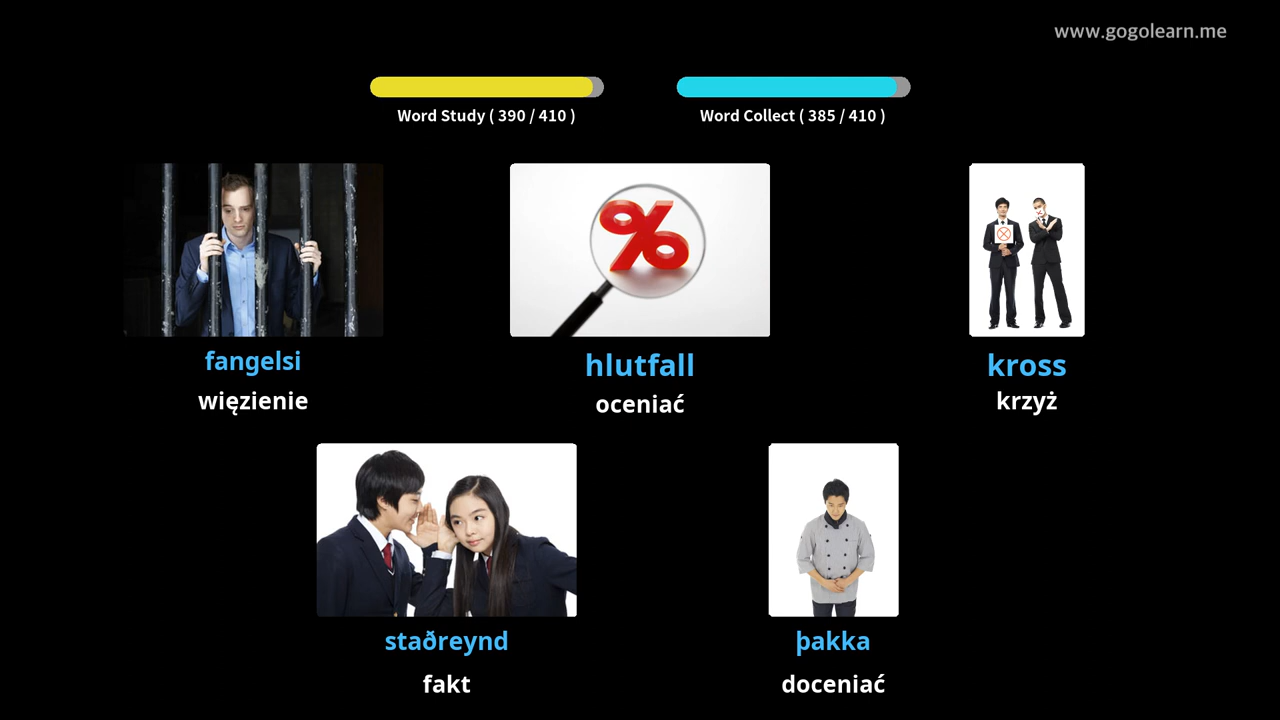 www.gogolearn.me
Word Study ( 390 / 410 )
Word Collect ( 385 / 410 )
%
fangelsi
więzienie
hlutfall
oceniać
kross
krzyż
staðreynd
fakt
þakka
doceniać